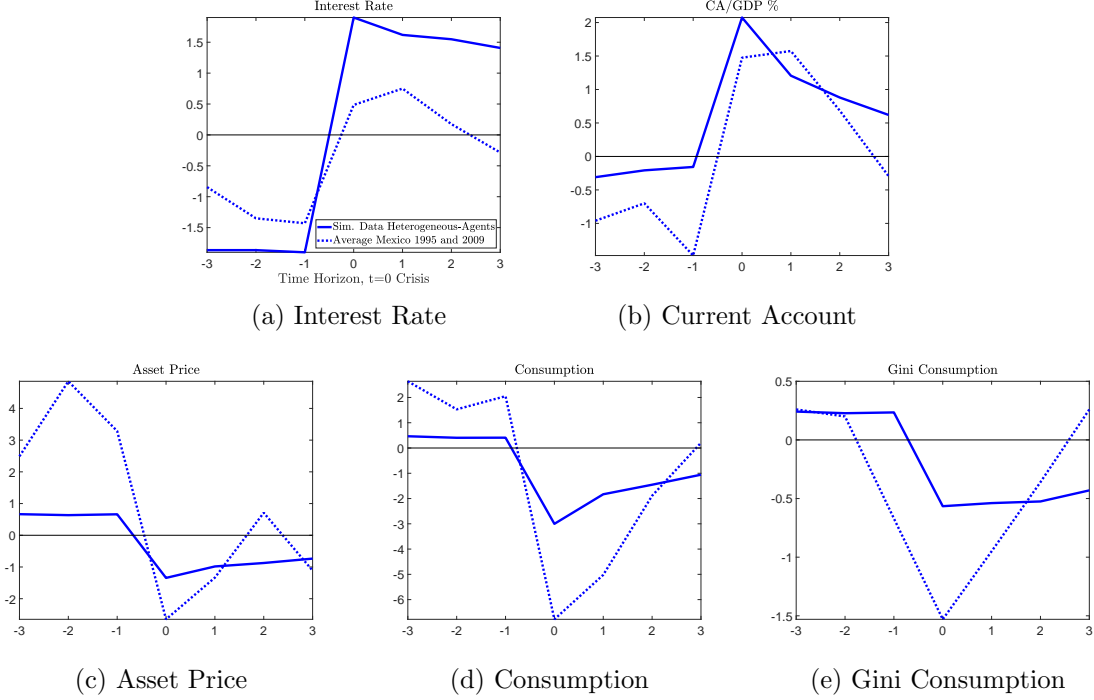 Interest Rate
1.5
1
0.5
0
-0.5
-1
-1.5
Sim. Data Heterogeneous-Agents
Average Mexico 1995 and 2009
-3 -2 -1 0 1 2 3
Time Horizon, t=0 Crisis
(a) Interest Rate
CA/GDP %
2
1.5
1
0.5
0
-0.5
-1
-3 -2 -1 0 1 2 3
(b) Current Account
Asset Price
4
3
2
1
0
-1
-2
-3 -2 -1 0 1 2 3
(c) Asset Price
Consumption
2
1
0
-1
-2
-3
-4
-5
-6
-3 -2 -1 0 1 2 3
(d) Consumption
Gini Consumption
0.5
0
-0.5
-1
-1.5
-3 -2 -1 0 1 2 3
(e) Gini Consumption